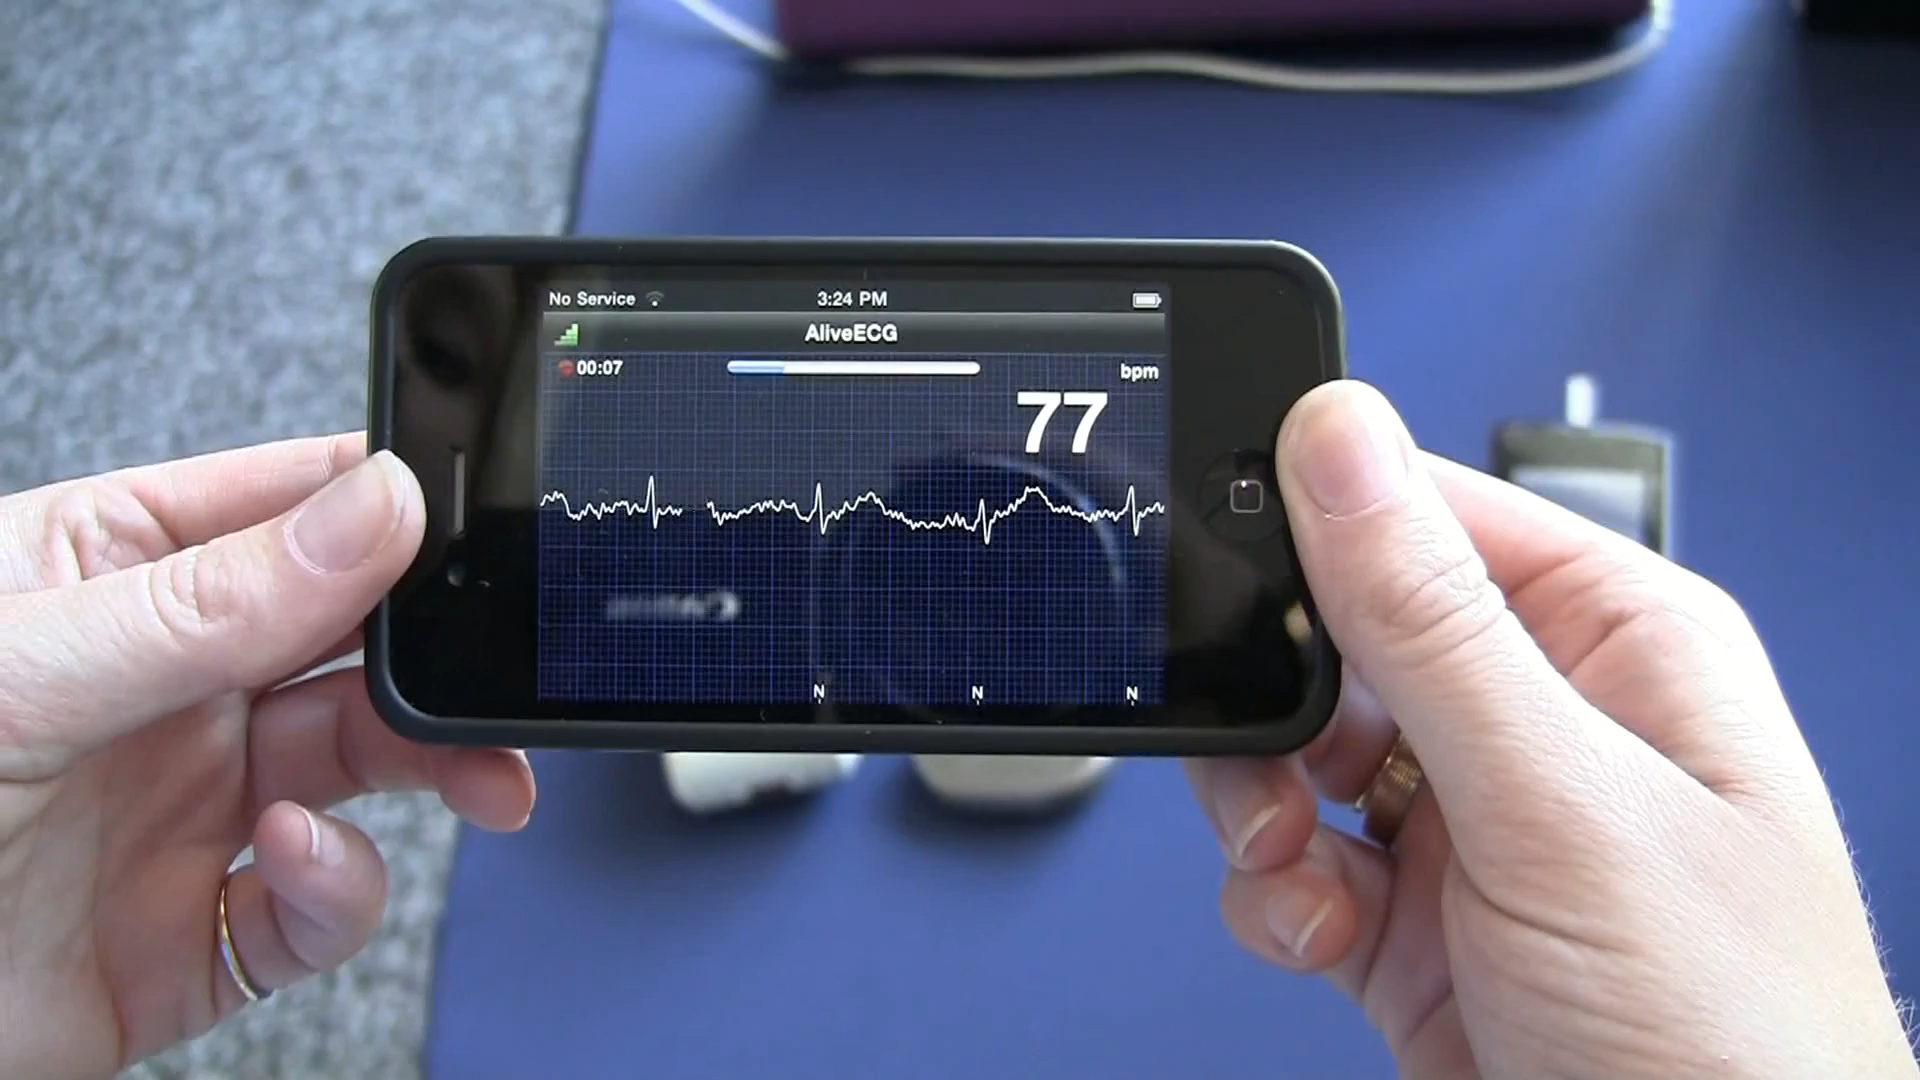 No Service 3:24 PM
AliveECG
00:07 bpm
77
N N N